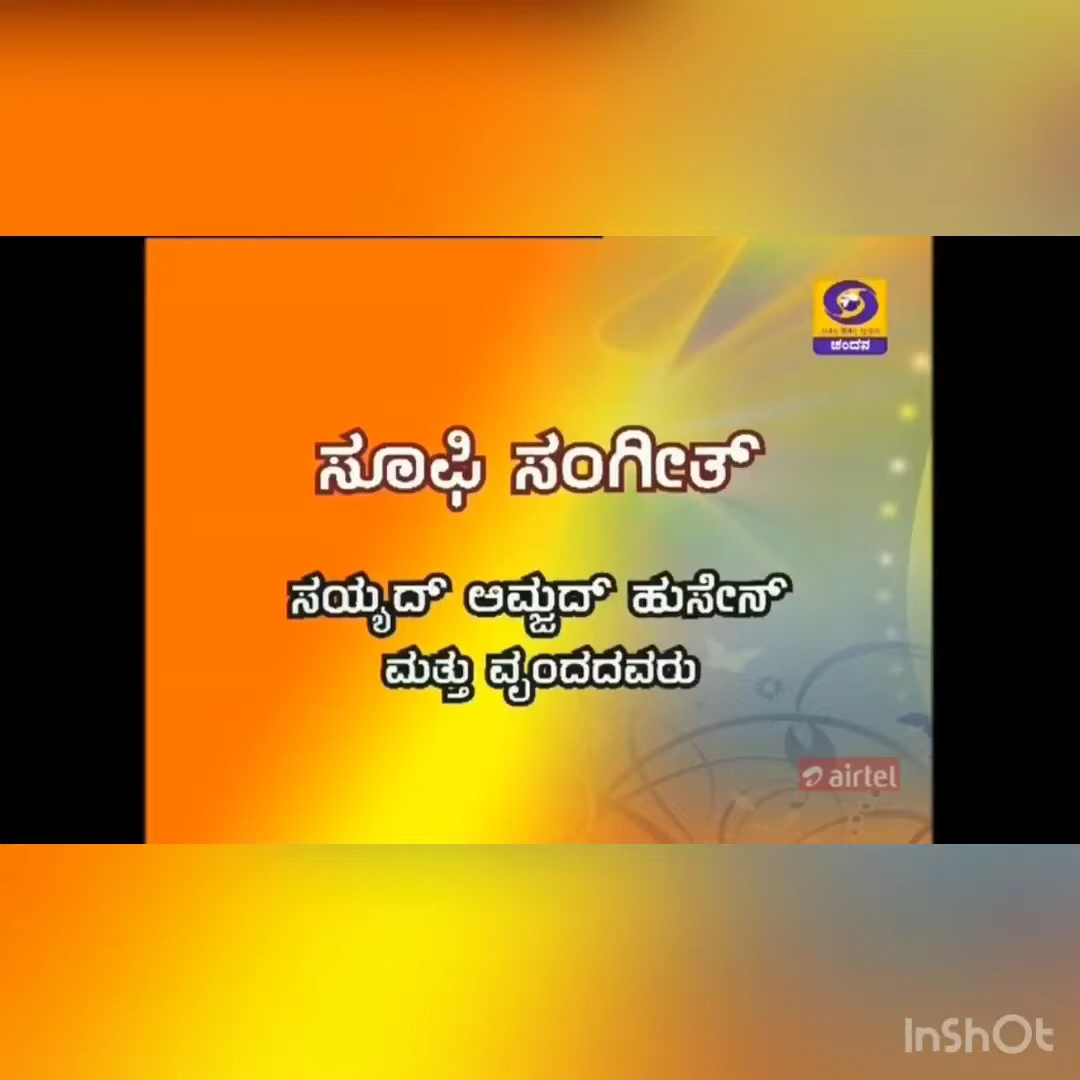 ಚಂದನ
ಸೂಫಿ ಸಂಗೀತ್
ಸಯ್ಯದ್ ಆಮ್ಜದ್ ಹುಸೇನ್
ಮತ್ತು ವೃಂದದವರು
airtel
InShOt